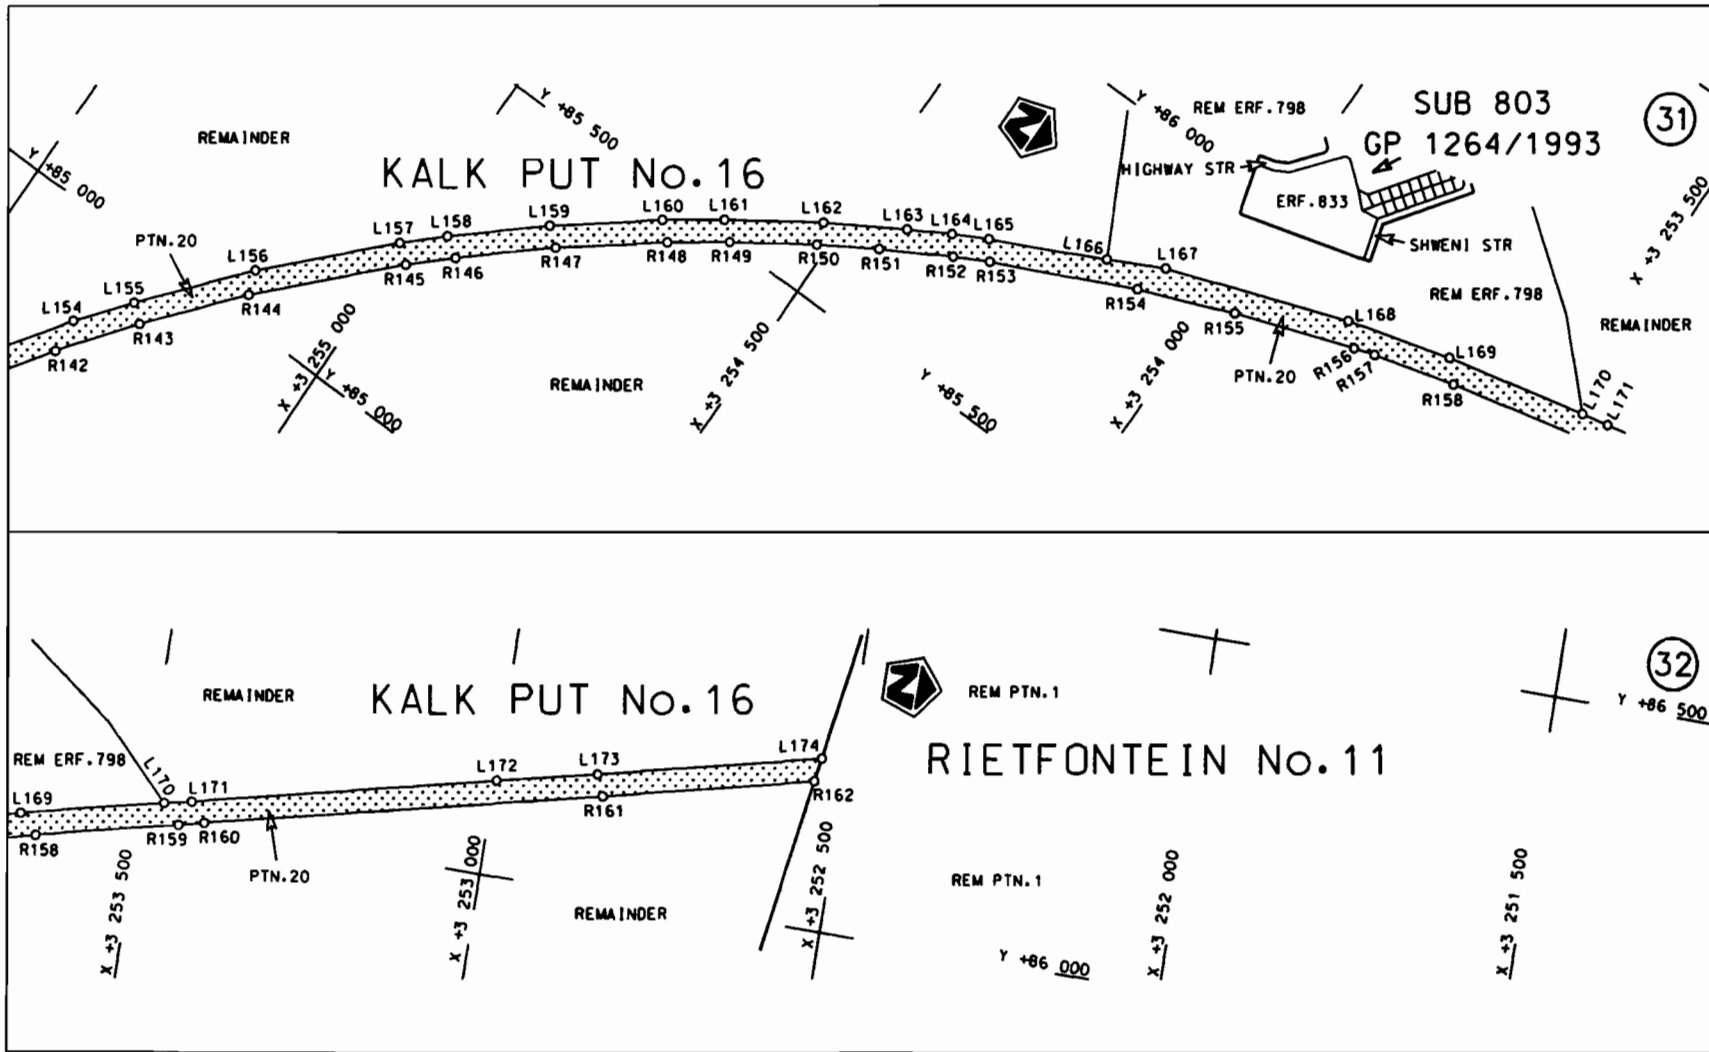 Y +85 500
Y +86 000
REM ERF.798
SUB 803
31
GP 1264/1993
REMAINDER
Y +85 000
KALK PUT No.16
HIGHWAY STR
ERF.833
X +3 253 500
SHWENI STR
PTN.20
L154
L155
L156
L157
L158
L159
L160
L161
L162
L163
L164
L165
L166
L167
L168
L169
L170
L171
REM ERF.798
REMAINDER
R142
R143
R144
R145
R146
R147
R148
R149
R150
R151
R152
R153
R154
R155
R156
R157
R158
PTN.20
X +3 255 000
Y +85 000
REMAINDER
X +3 254 500
Y +85 500
X +3 254 000
32
REMAINDER
KALK PUT No.16
REM PTN.1
Y +86 500
RIETFONTEIN No.11
REM ERF.798
L169
L170
L171
L172
L173
L174
R158
R159
R160
R161
R162
PTN.20
X +3 253 500
X +3 253 000
REMAINDER
X +3 252 500
REM PTN.1
Y +86 000
X +3 252 000
X +3 251 500